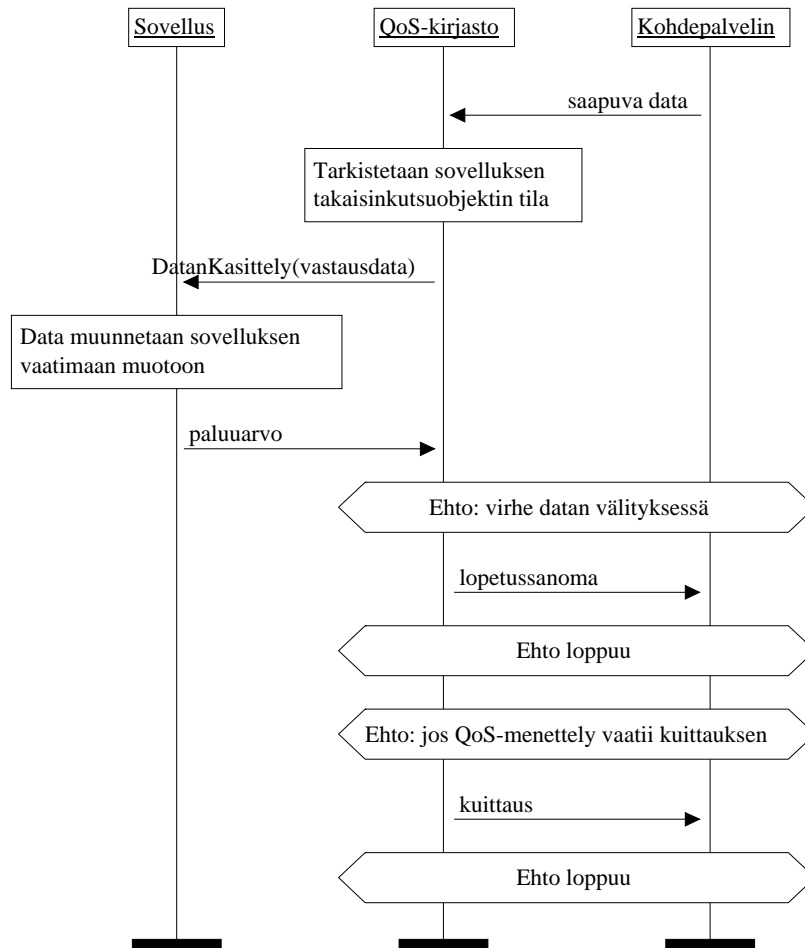 Sovellus
QoS-kirjasto
Kohdepalvelin
saapuva data
Tarkistetaan sovelluksen
takaisinkutsuobjektin tila
DatanKasittely(vastausdata)
Data muunnetaan sovelluksen
vaatimaan muotoon
paluuarvo
Ehto: virhe datan välityksessä
lopetussanoma
Ehto loppuu
Ehto: jos QoS-menettely vaatii kuittauksen
kuittaus
Ehto loppuu